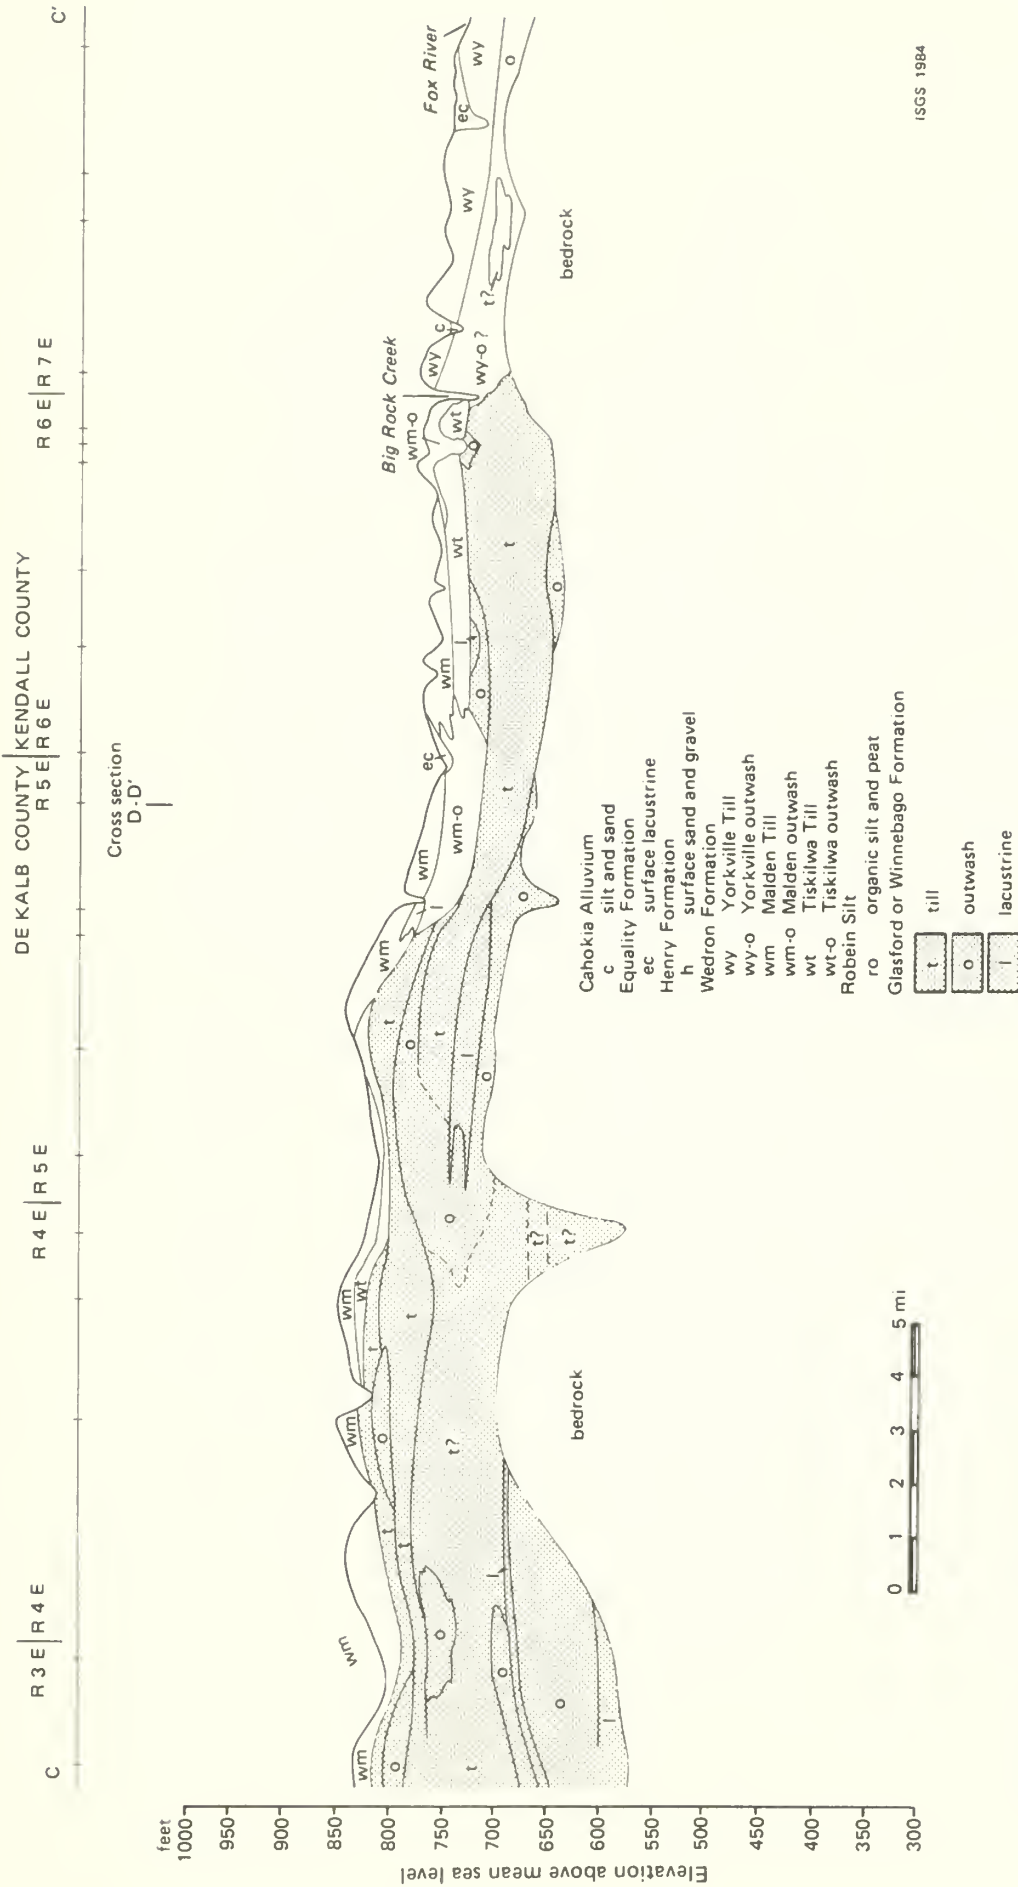 DE KALB COUNTY | KENDALL COUNTY
C
R 3 E | R 4 E
R 4 E | R 5 E
R 5 E | R 6 E
R 6 E | R 7 E
C'
Cross section
D - D'
feet
1000
950
900
850
800
750
700
650
600
550
500
450
400
350
300
Elevation above mean sea level
wm
o
t
l
wm
o
o
o
l
t
t
t?
wm
o
t
wm
wt
t
t?
t?
o
t
o
t
l
o
wm
l
wm
wm-o
o
t
ec
wm
o
l
wt
t
o
Big Rock Creek
wm-o
wt
o
wy
c
wy-o ?
t?
wy
ec
Fox River
wy
o
bedrock
bedrock
Cahokia Alluvium
c silt and sand
Equality Formation
ec surface lacustrine
Henry Formation
h surface sand and gravel
Wedron Formation
wy Yorkville Till
wy-o Yorkville outwash
wm Malden Till
wm-o Malden outwash
wt Tiskilwa Till
wt-o Tiskilwa outwash
Robein Silt
ro organic silt and peat
Glasford or Winnebago Formation
t till
o outwash
l lacustrine
0 1 2 3 4 5 mi
ISGS 1984